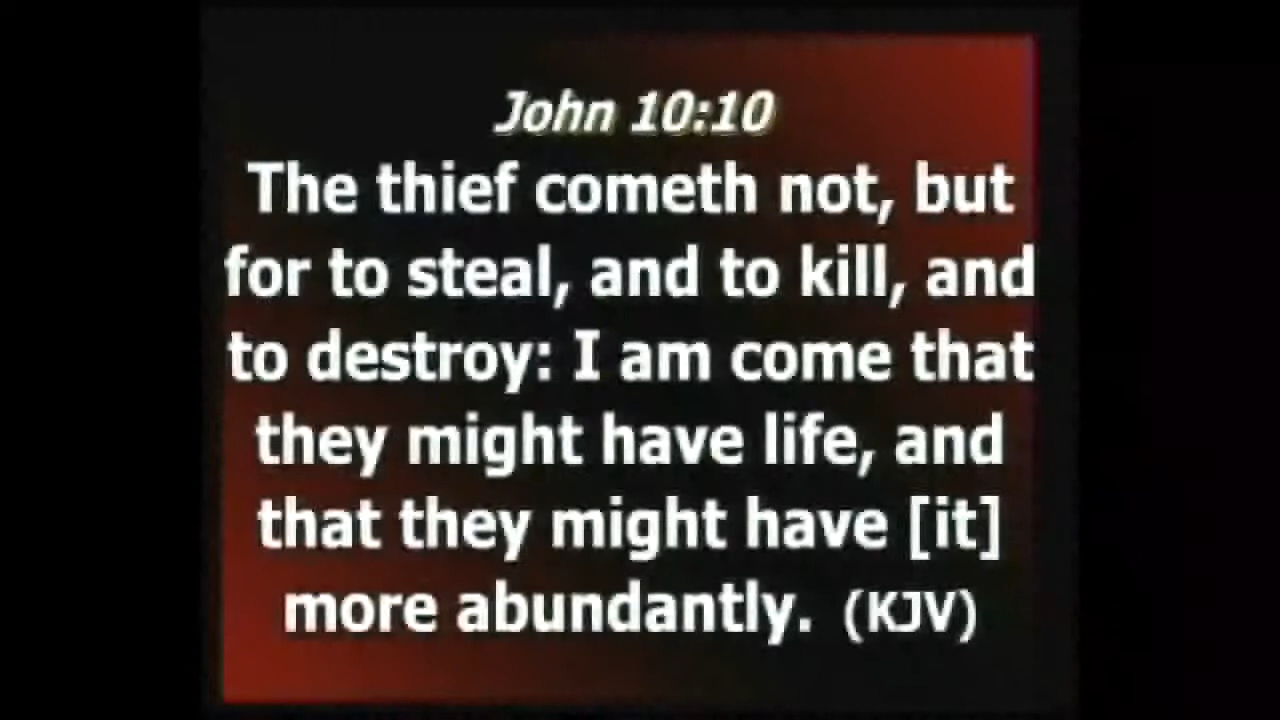 John 10:10
The thief cometh not, but
for to steal, and to kill, and
to destroy: I am come that
they might have life, and
that they might have [it]
more abundantly. (KJV)